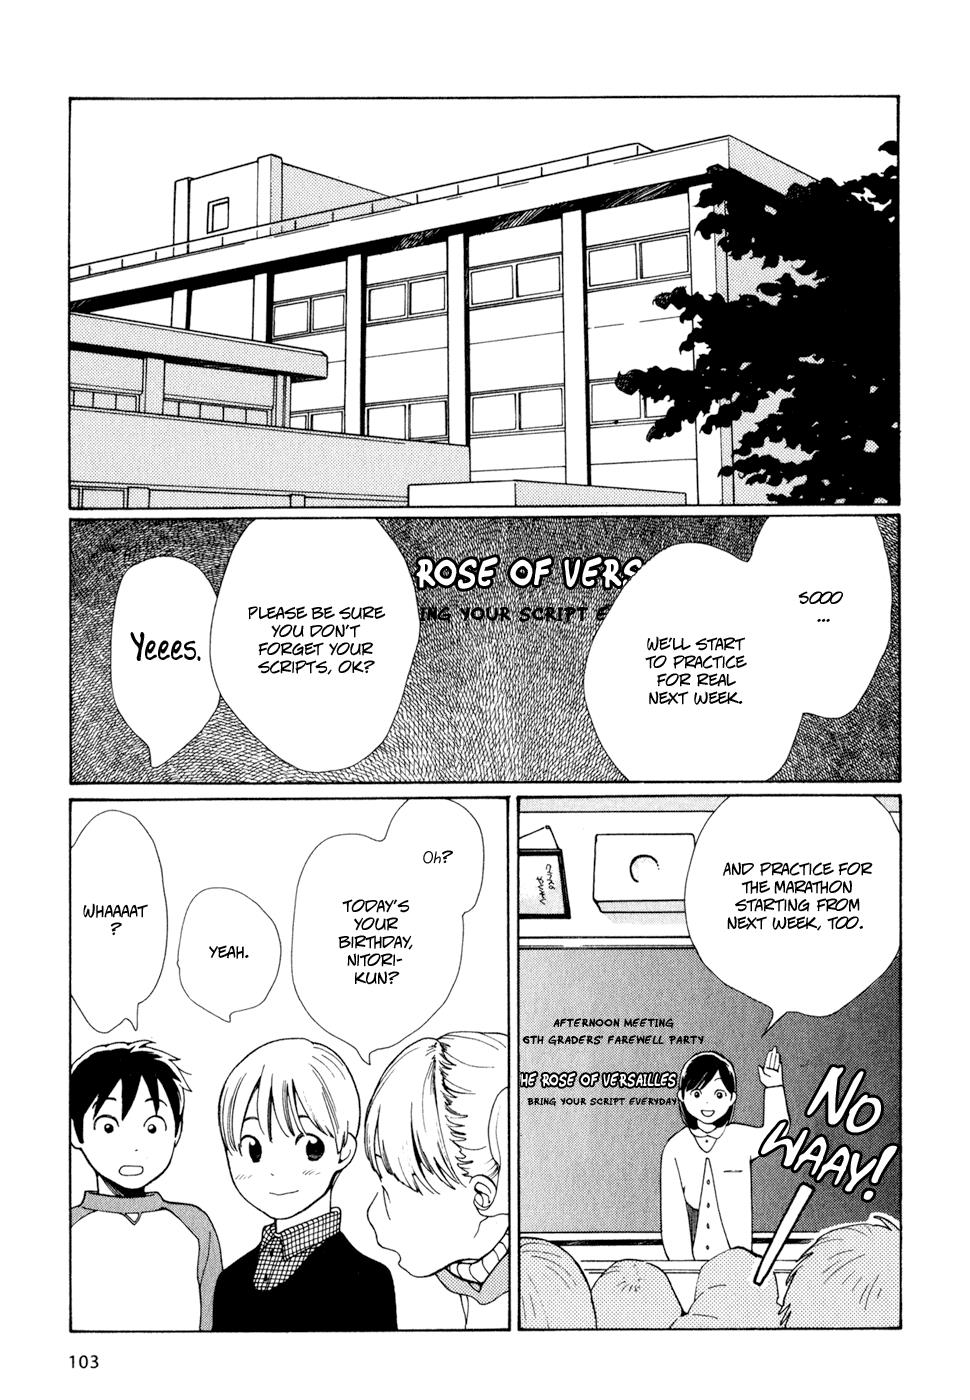 SOOO
...
WE'LL START
TO PRACTICE
FOR REAL
NEXT WEEK.
ROSE OF VERS
ING YOUR SCRIPT E
PLEASE BE SURE
YOU DON'T
FORGET YOUR
SCRIPTS, OK?
Yeees.
AND PRACTICE FOR
THE MARATHON
STARTING FROM
NEXT WEEK, TOO.
AFTERNOON MEETING
6TH GRADERS' FAREWELL PARTY
HE ROSE OF VERSAILLES
BRING YOUR SCRIPT EVERYDAY
NO
WAAY!
Oh?
TODAY'S
YOUR
BIRTHDAY,
NITORI-
KUN?
YEAH.
WHAAAAT
?
103